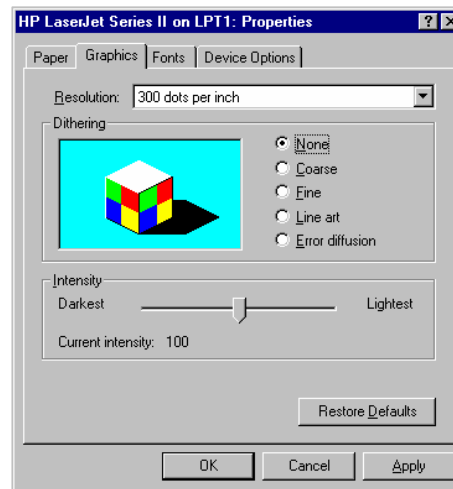 HP LaserJet Series II on LPT1: Properties ? X
Paper Graphics Fonts Device Options
Resolution: 300 dots per inch
Dithering
None
Coarse
Fine
Line art
Error diffusion
Intensity
Darkest Lightest
Current intensity: 100
Restore Defaults
OK Cancel Apply